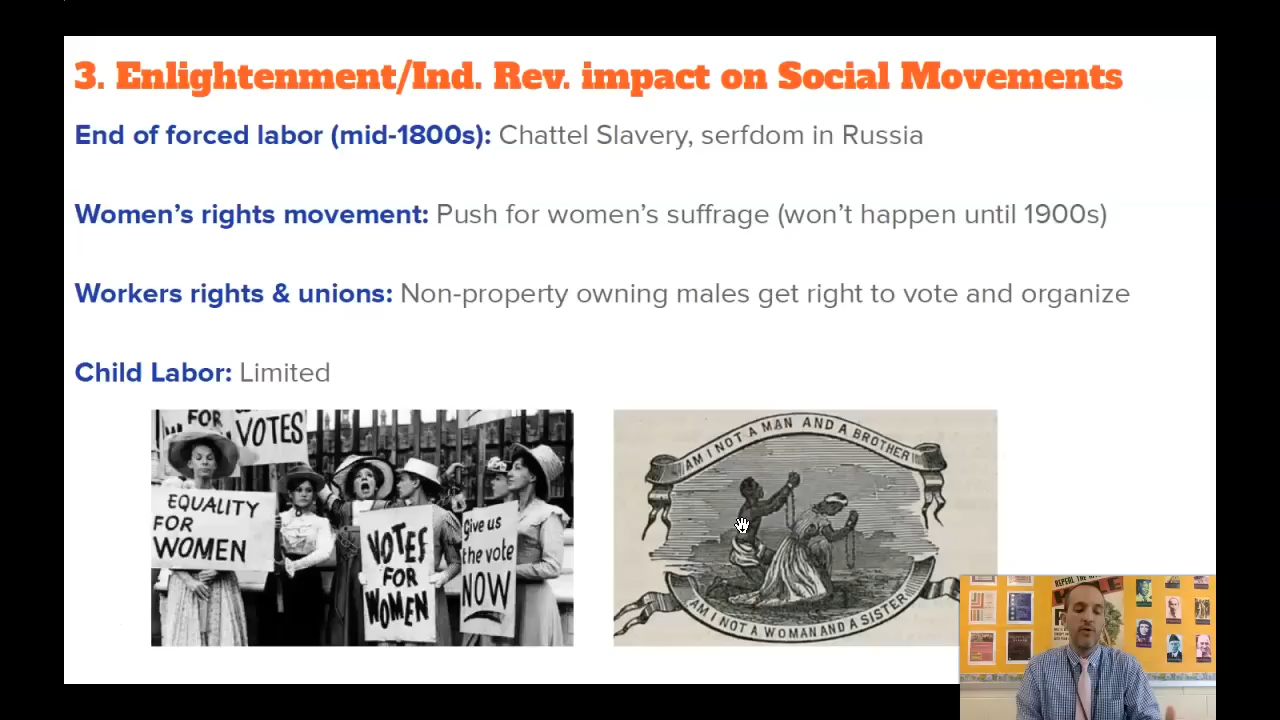 3. Enlightenment/Ind. Rev. impact on Social Movements
End of forced labor (mid-1800s): Chattel Slavery, serfdom in Russia
Women’s rights movement: Push for women’s suffrage (won’t happen until 1900s)
Workers rights & unions: Non-property owning males get right to vote and organize
Child Labor: Limited
FOR
VOTES
EQUALITY
FOR
WOMEN
VOTES
FOR
WOMEN
Give us
the vote
NOW
AM I NOT A MAN AND A BROTHER
AM I NOT A WOMAN AND A SISTER
REPEAL THE